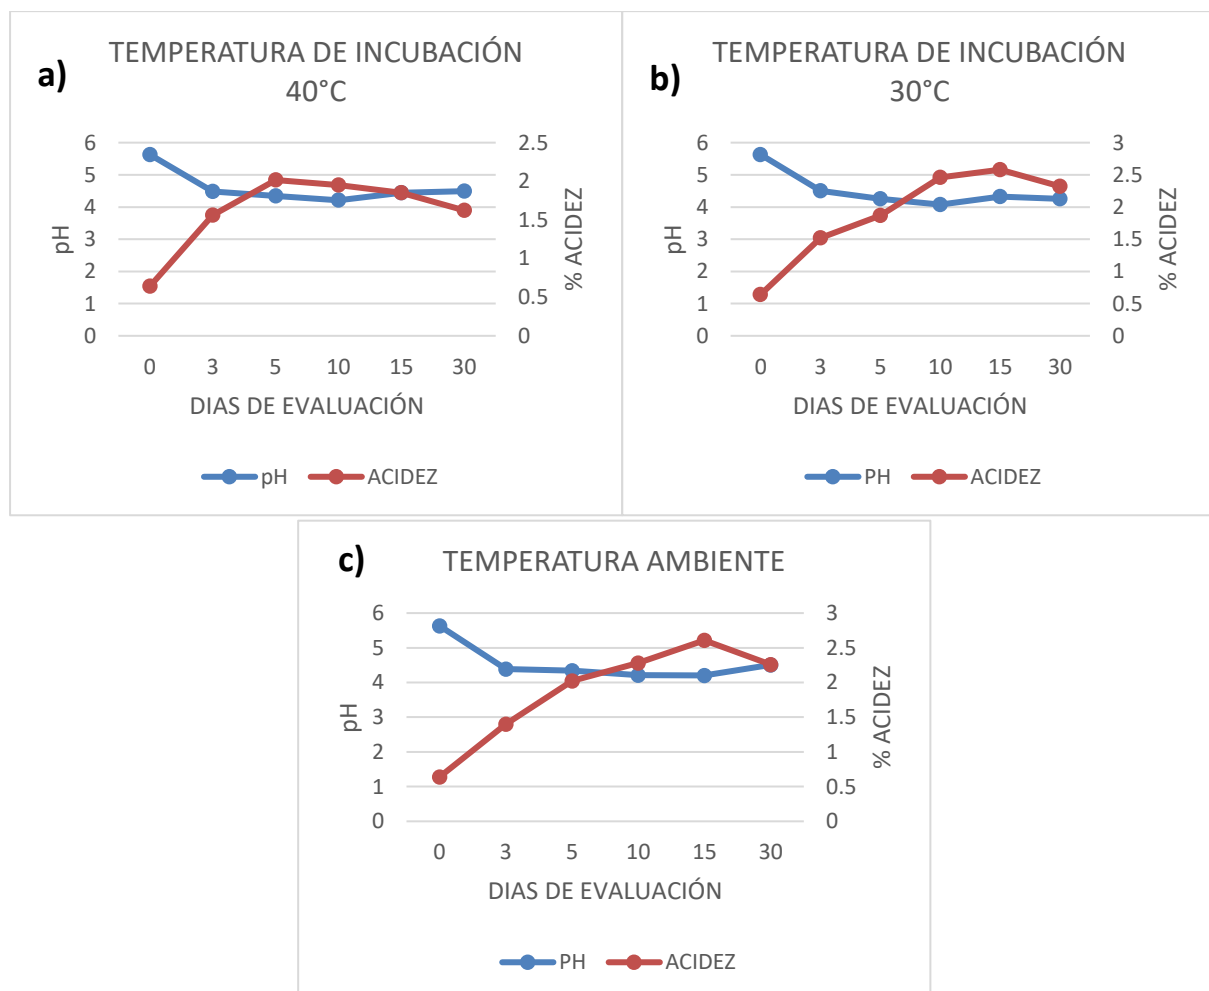 a)
TEMPERATURA DE INCUBACIÓN
40°C
6
5
4
3
2
1
0
pH
2.5
2
1.5
1
0.5
0
% ACIDEZ
0 3 5 10 15 30
DIAS DE EVALUACIÓN
pH ACIDEZ
b)
TEMPERATURA DE INCUBACIÓN
30°C
6
5
4
3
2
1
0
pH
3
2.5
2
1.5
1
0.5
0
% ACIDEZ
0 3 5 10 15 30
DIAS DE EVALUACIÓN
PH ACIDEZ
c)
TEMPERATURA AMBIENTE
6
5
4
3
2
1
0
pH
3
2.5
2
1.5
1
0.5
0
% ACIDEZ
0 3 5 10 15 30
DIAS DE EVALUACIÓN
PH ACIDEZ